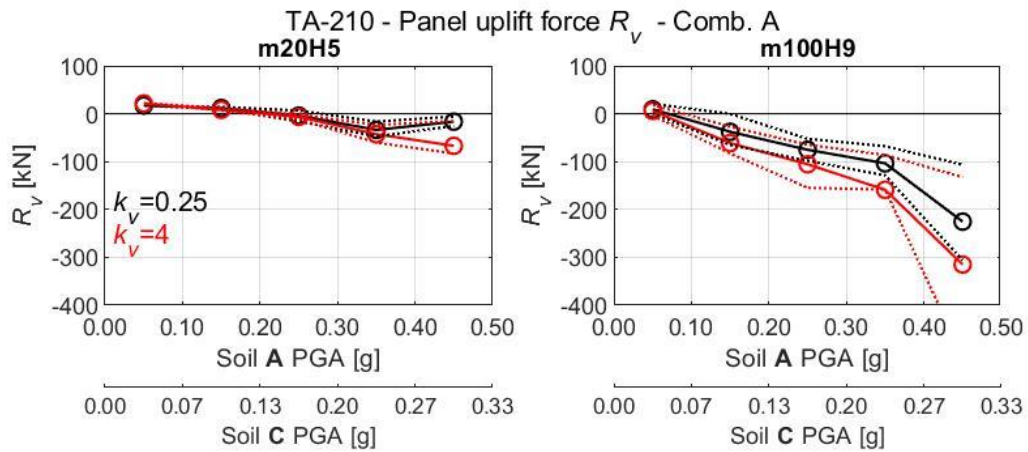 TA-210 - Panel uplift force R_v - Comb. A
m20H5
100
0
-100
-200
-300
-400
R_v [kN]
k_v=0.25
k_v=4
0.00 0.10 0.20 0.30 0.40 0.50
Soil A PGA [g]
0.00 0.07 0.13 0.20 0.27 0.33
Soil C PGA [g]
m100H9
100
0
-100
-200
-300
-400
R_v [kN]
0.00 0.10 0.20 0.30 0.40 0.50
Soil A PGA [g]
0.00 0.07 0.13 0.20 0.27 0.33
Soil C PGA [g]